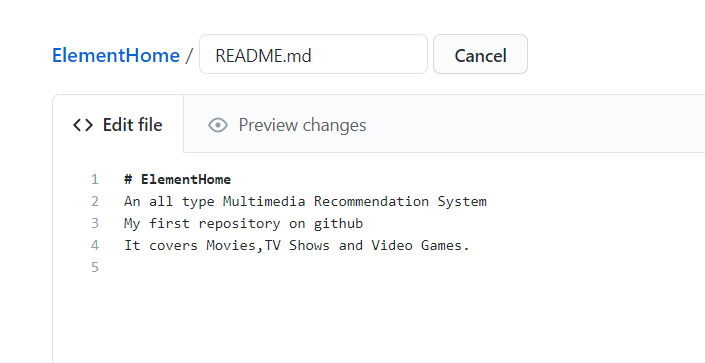 ElementHome / README.md Cancel
<> Edit file Preview changes
1 # ElementHome
2 An all type Multimedia Recommendation System
3 My first repository on github
4 It covers Movies,TV Shows and Video Games.
5